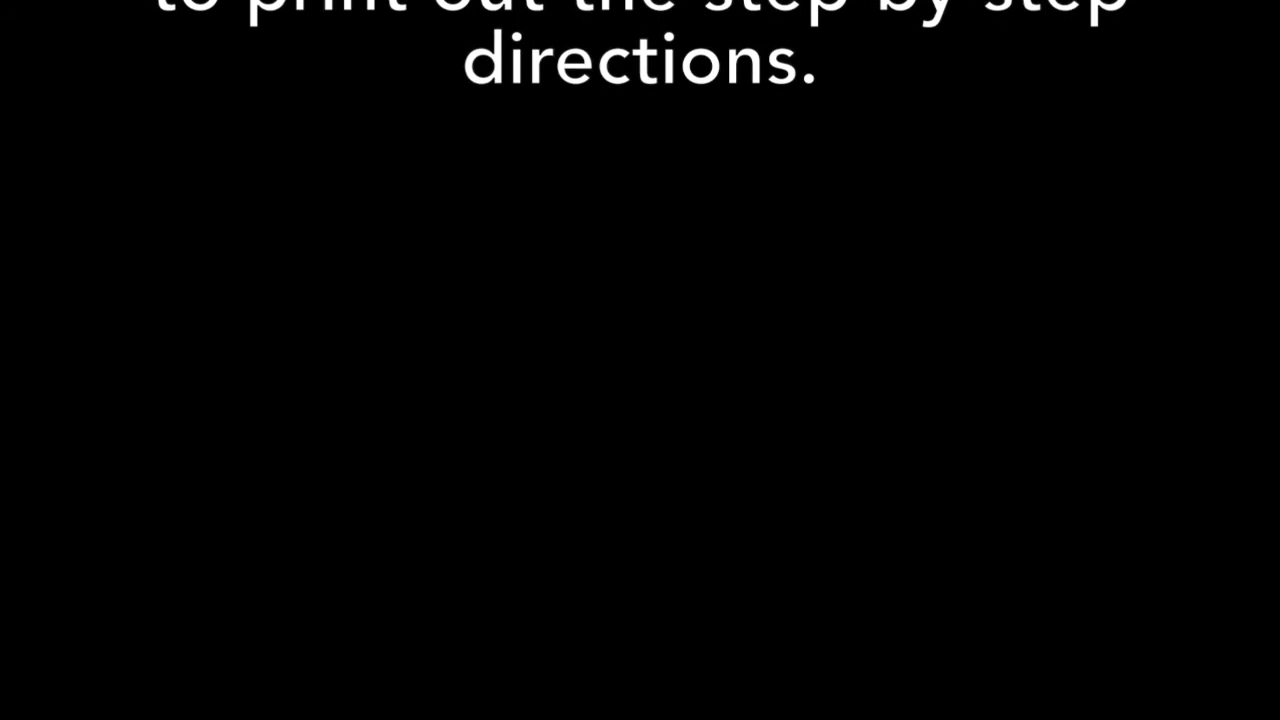 to print out the step by step
directions.